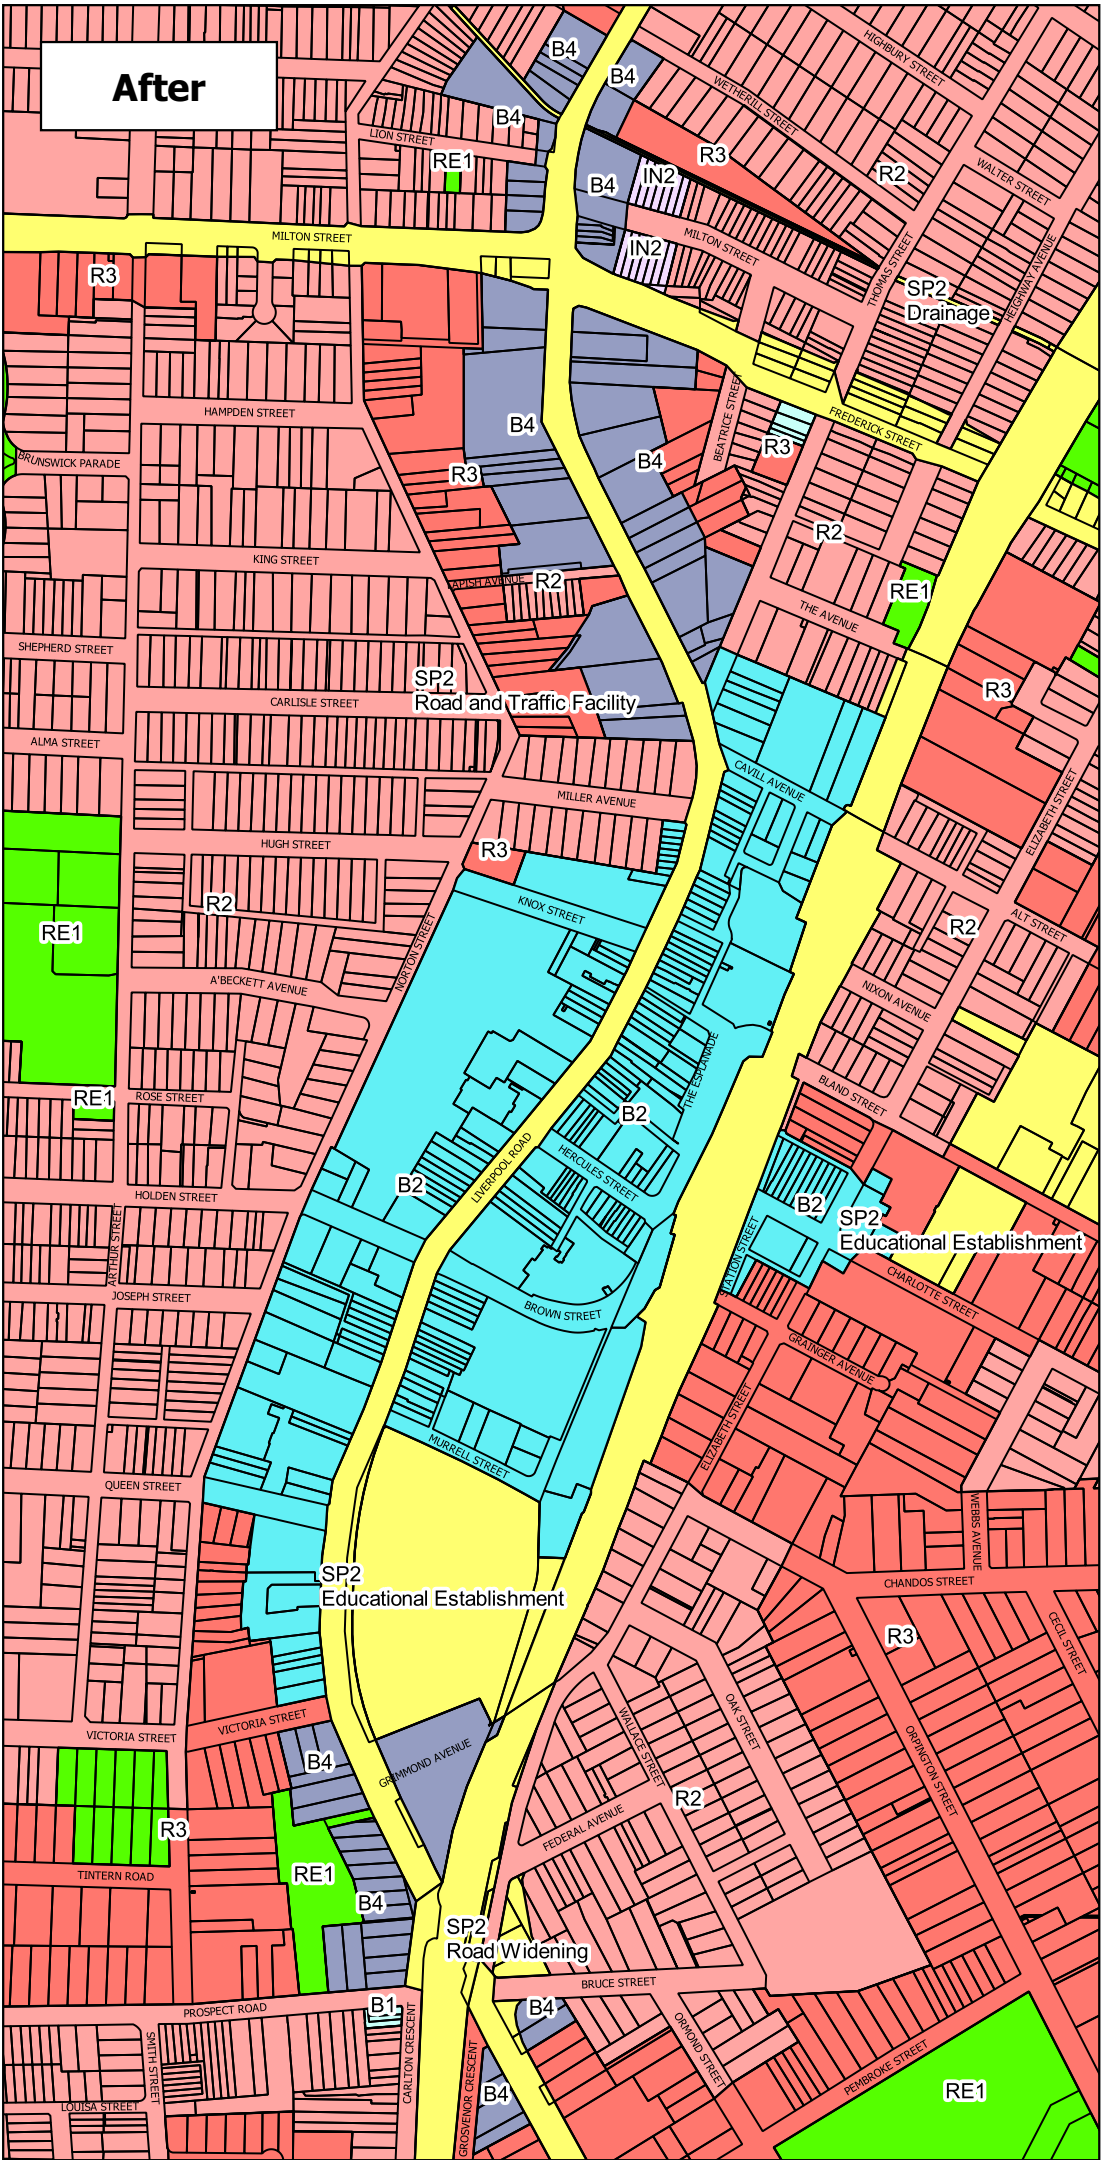 After
HIGHBURY STREET
B4
B4
WETHERILL STREET
B4
LION STREET
R3
RE1
IN2
R2
WALTER STREET
B4
MILTON STREET
MILTON STREET
IN2
THOMAS STREET
HEIGHWAY AVENUE
R3
SP2
Drainage
HAMPDEN STREET
B4
BEATRICE STREET
FREDERICK STREET
R3
BRUNSWICK PARADE
B4
R3
KING STREET
R2
APISH AVENUE
R2
RE1
THE AVENUE
SHEPHERD STREET
SP2
Road and Traffic Facility
R3
CARLISLE STREET
ALMA STREET
CAVILL AVENUE
MILLER AVENUE
ELIZABETH STREET
HUGH STREET
R3
R2
KNOX STREET
RE1
R2
ALT STREET
NORTON STREET
A'BECKETT AVENUE
NIXON AVENUE
THE ESPLANADE
RE1
ROSE STREET
BLAND STREET
B2
LIVERPOOL ROAD
HERCULES STREET
B2
HOLDEN STREET
B2
SP2
Educational Establishment
ARTHUR STREET
STATION STREET
JOSEPH STREET
BROWN STREET
CHARLOTTE STREET
GRAINGER AVENUE
ELIZABETH STREET
MURRELL STREET
QUEEN STREET
WEBBS AVENUE
SP2
Educational Establishment
CHANDOS STREET
R3
CECIL STREET
OAK STREET
VICTORIA STREET
VICTORIA STREET
WALLACE STREET
ORPINGTON STREET
B4
GRIMMOND AVENUE
R2
R3
FEDERAL AVENUE
TINTERN ROAD
RE1
B4
SP2
Road Widening
BRUCE STREET
PROSPECT ROAD
B1
B4
SMITH STREET
CARLTON CRESCENT
ORMOND STREET
GROSVENOR CRESCENT
PEMBROKE STREET
B4
RE1
LOUISA STREET